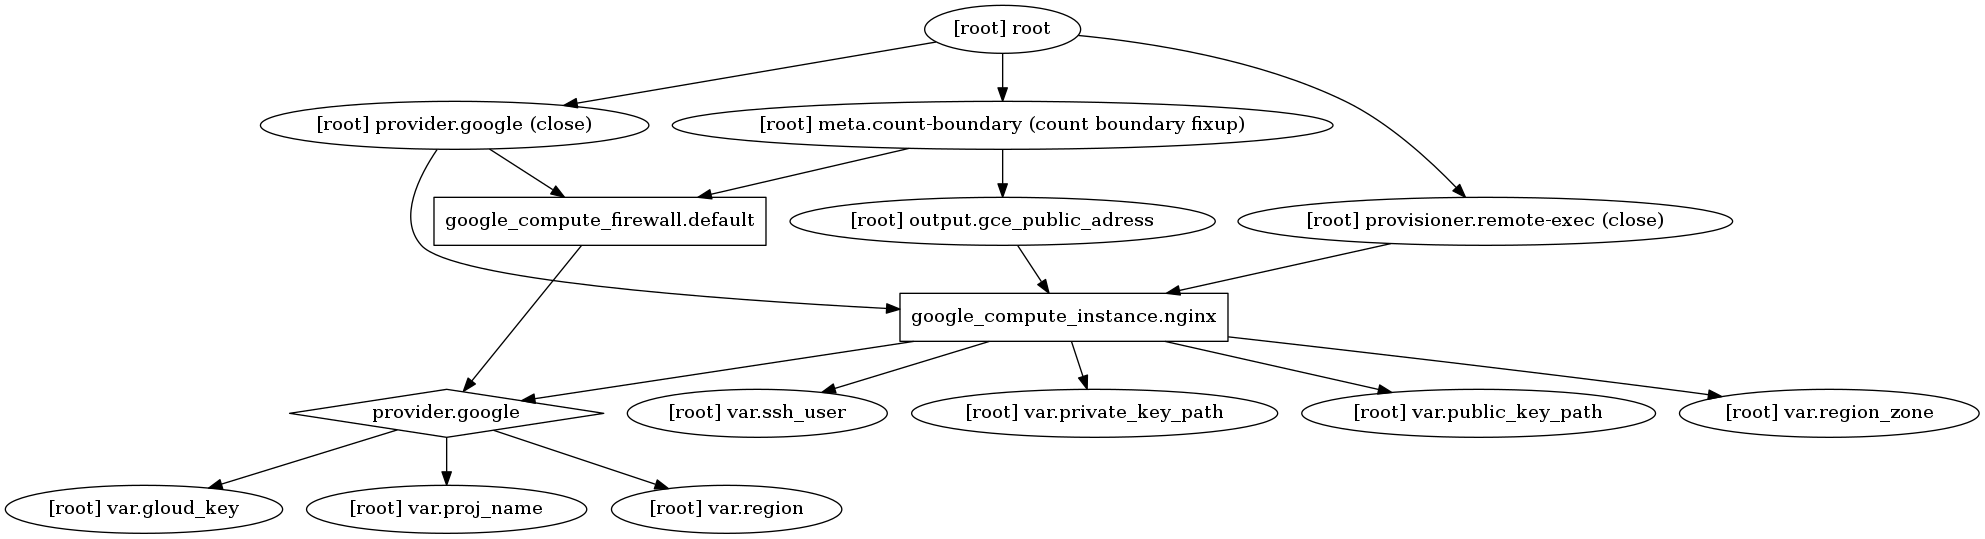 [root] root
[root] provider.google (close)
[root] meta.count-boundary (count boundary fixup)
google_compute_firewall.default
[root] output.gce_public_adress
[root] provisioner.remote-exec (close)
google_compute_instance.nginx
provider.google
[root] var.ssh_user
[root] var.private_key_path
[root] var.public_key_path
[root] var.region_zone
[root] var.gloud_key
[root] var.proj_name
[root] var.region